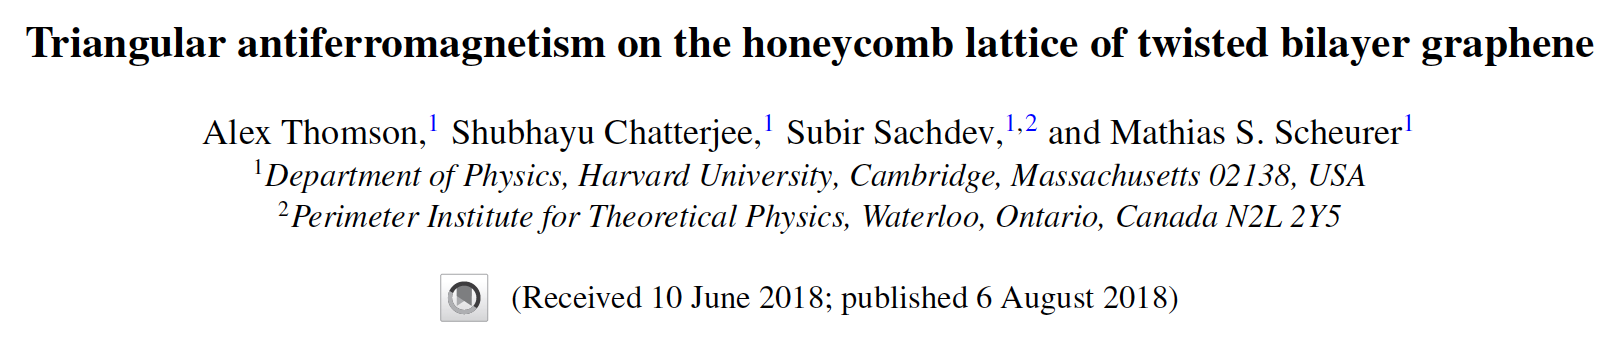 Triangular antiferromagnetism on the honeycomb lattice of twisted bilayer graphene
Alex Thomson,1 Shubhayu Chatterjee,1 Subir Sachdev,1,2 and Mathias S. Scheurer1
1Department of Physics, Harvard University, Cambridge, Massachusetts 02138, USA
2Perimeter Institute for Theoretical Physics, Waterloo, Ontario, Canada N2L 2Y5
(Received 10 June 2018; published 6 August 2018)